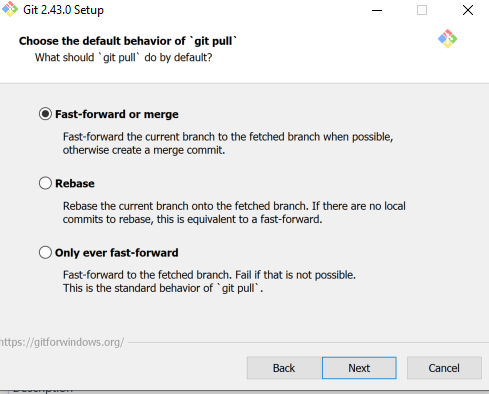 Git 2.43.0 Setup
Choose the default behavior of `git pull`
What should `git pull` do by default?
Fast-forward or merge
Fast-forward the current branch to the fetched branch when possible,
otherwise create a merge commit.
Rebase
Rebase the current branch onto the fetched branch. If there are no local
commits to rebase, this is equivalent to a fast-forward.
Only ever fast-forward
Fast-forward to the fetched branch. Fail if that is not possible.
This is the standard behavior of `git pull`.
https://gitforwindows.org/
Back
Next
Cancel
Description